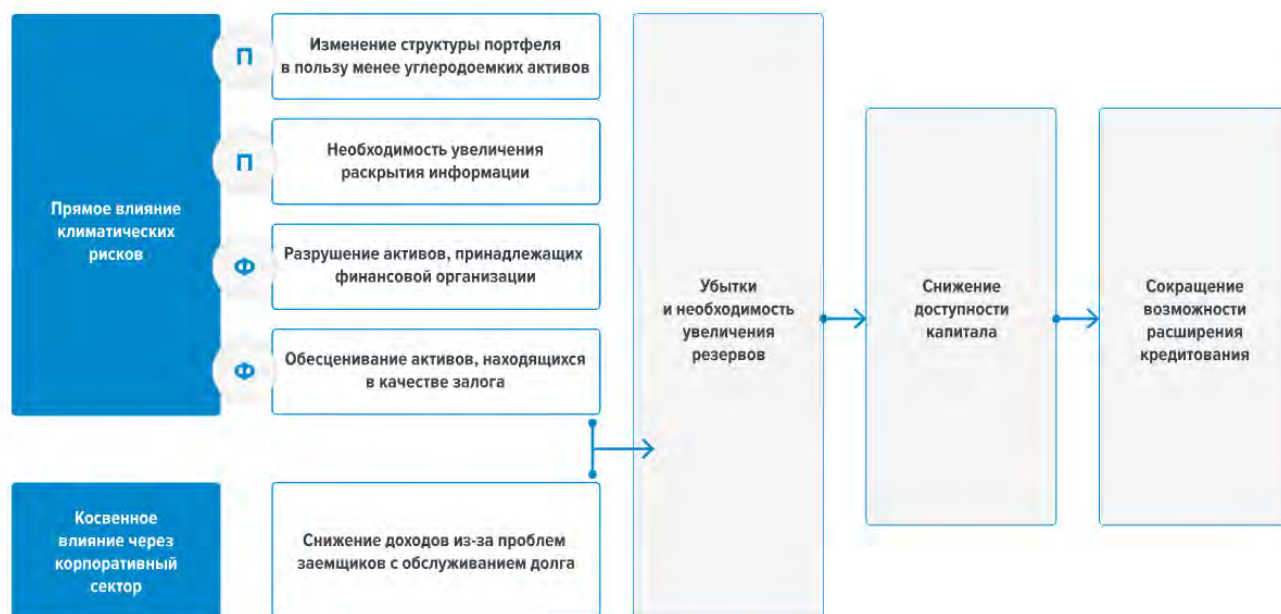 Прямое влияние
климатических
рисков
П
Изменение структуры портфеля
в пользу менее углеродоемких активов
П
Необходимость увеличения
раскрытия информации
Ф
Разрушение активов, принадлежащих
финансовой организации
Ф
Обесценивание активов, находящихся
в качестве залога
Косвенное
влияние через
корпоративный
сектор
Снижение доходов из-за проблем
заемщиков с обслуживанием долга
Убытки
и необходимость
увеличения
резервов
Снижение
доступности
капитала
Сокращение
возможности
расширения
кредитования